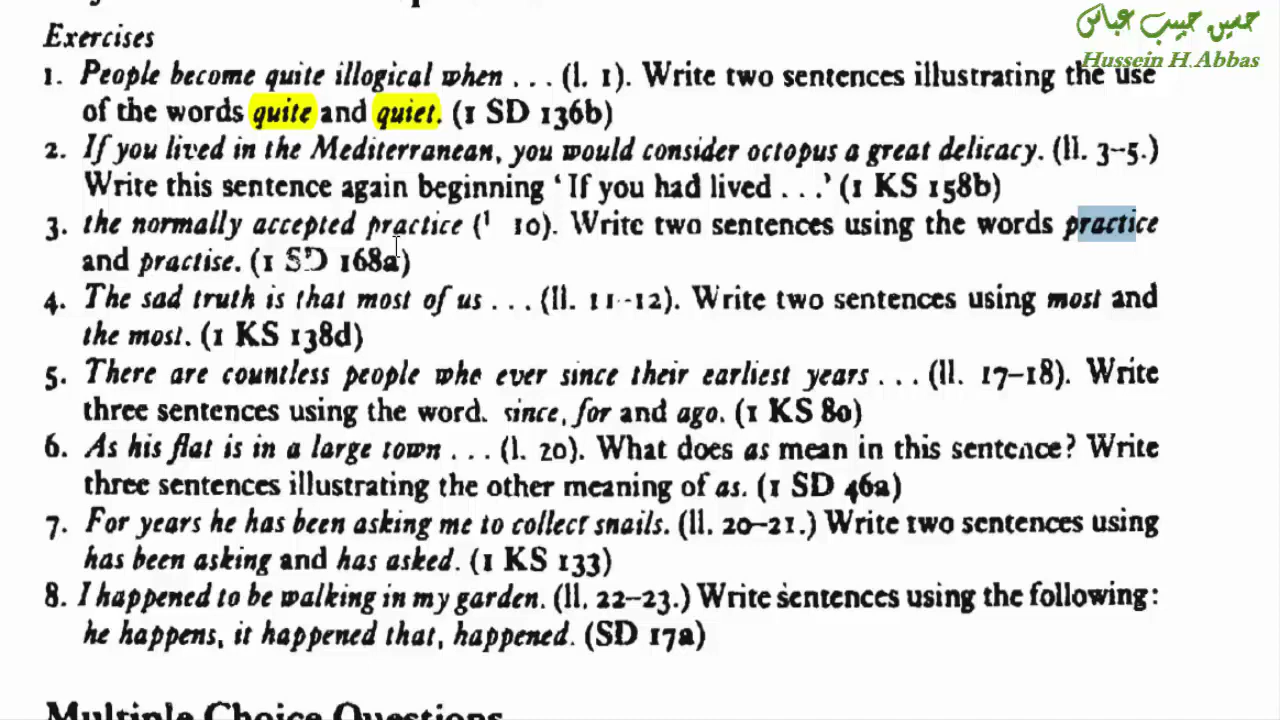 حسين حبيب عباس
Hussein H.Abbas
Exercises
1. People become quite illogical when . . . (l. 1). Write two sentences illustrating the use
of the words quite and quiet. (1 SD 136b)
2. If you lived in the Mediterranean, you would consider octopus a great delicacy. (ll. 3–5.)
Write this sentence again beginning ‘If you had lived . . .’ (1 KS 158b)
3. the normally accepted practice (l 10). Write two sentences using the words practice
and practise. (1 SD 168a)
4. The sad truth is that most of us . . . (ll. 11-12). Write two sentences using most and
the most. (1 KS 138d)
5. There are countless people who ever since their earliest years . . . (ll. 17–18). Write
three sentences using the word. since, for and ago. (1 KS 80)
6. As his flat is in a large town . . . (l. 20). What does as mean in this sentence? Write
three sentences illustrating the other meaning of as. (1 SD 46a)
7. For years he has been asking me to collect snails. (ll. 20–21.) Write two sentences using
has been asking and has asked. (1 KS 133)
8. I happened to be walking in my garden. (ll. 22–23.) Write sentences using the following:
he happens, it happened that, happened. (SD 17a)
Multiple Choice Questions